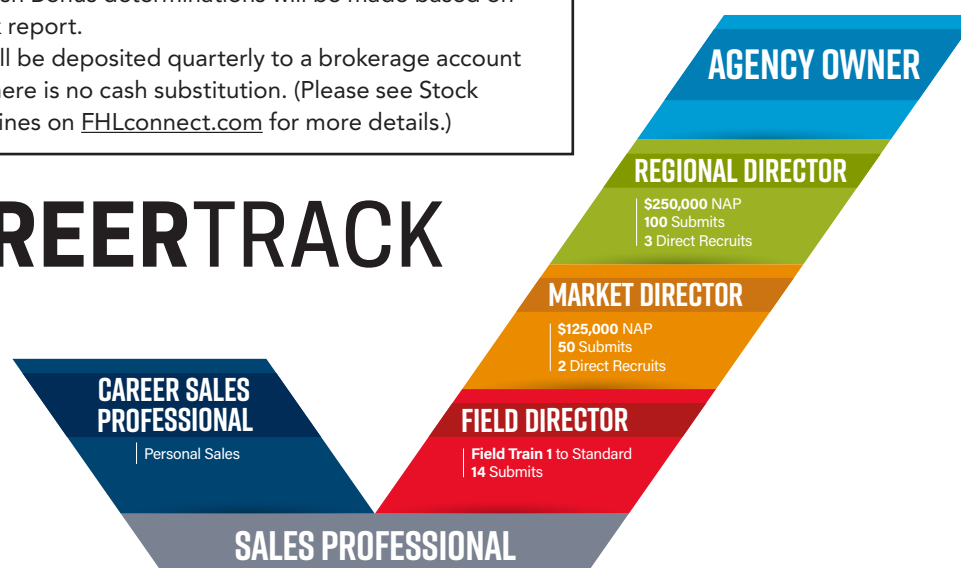 report.
ll be deposited quarterly to a brokerage account
here is no cash substitution. (Please see Stock
lines on FHLconnect.com for more details.)
REERTRACK
AGENCY OWNER
REGIONAL DIRECTOR
$250,000 NAP
100 Submits
3 Direct Recruits
MARKET DIRECTOR
$125,000 NAP
50 Submits
2 Direct Recruits
CAREER SALES
PROFESSIONAL
Personal Sales
FIELD DIRECTOR
Field Train 1 to Standard
14 Submits
SALES PROFESSIONAL